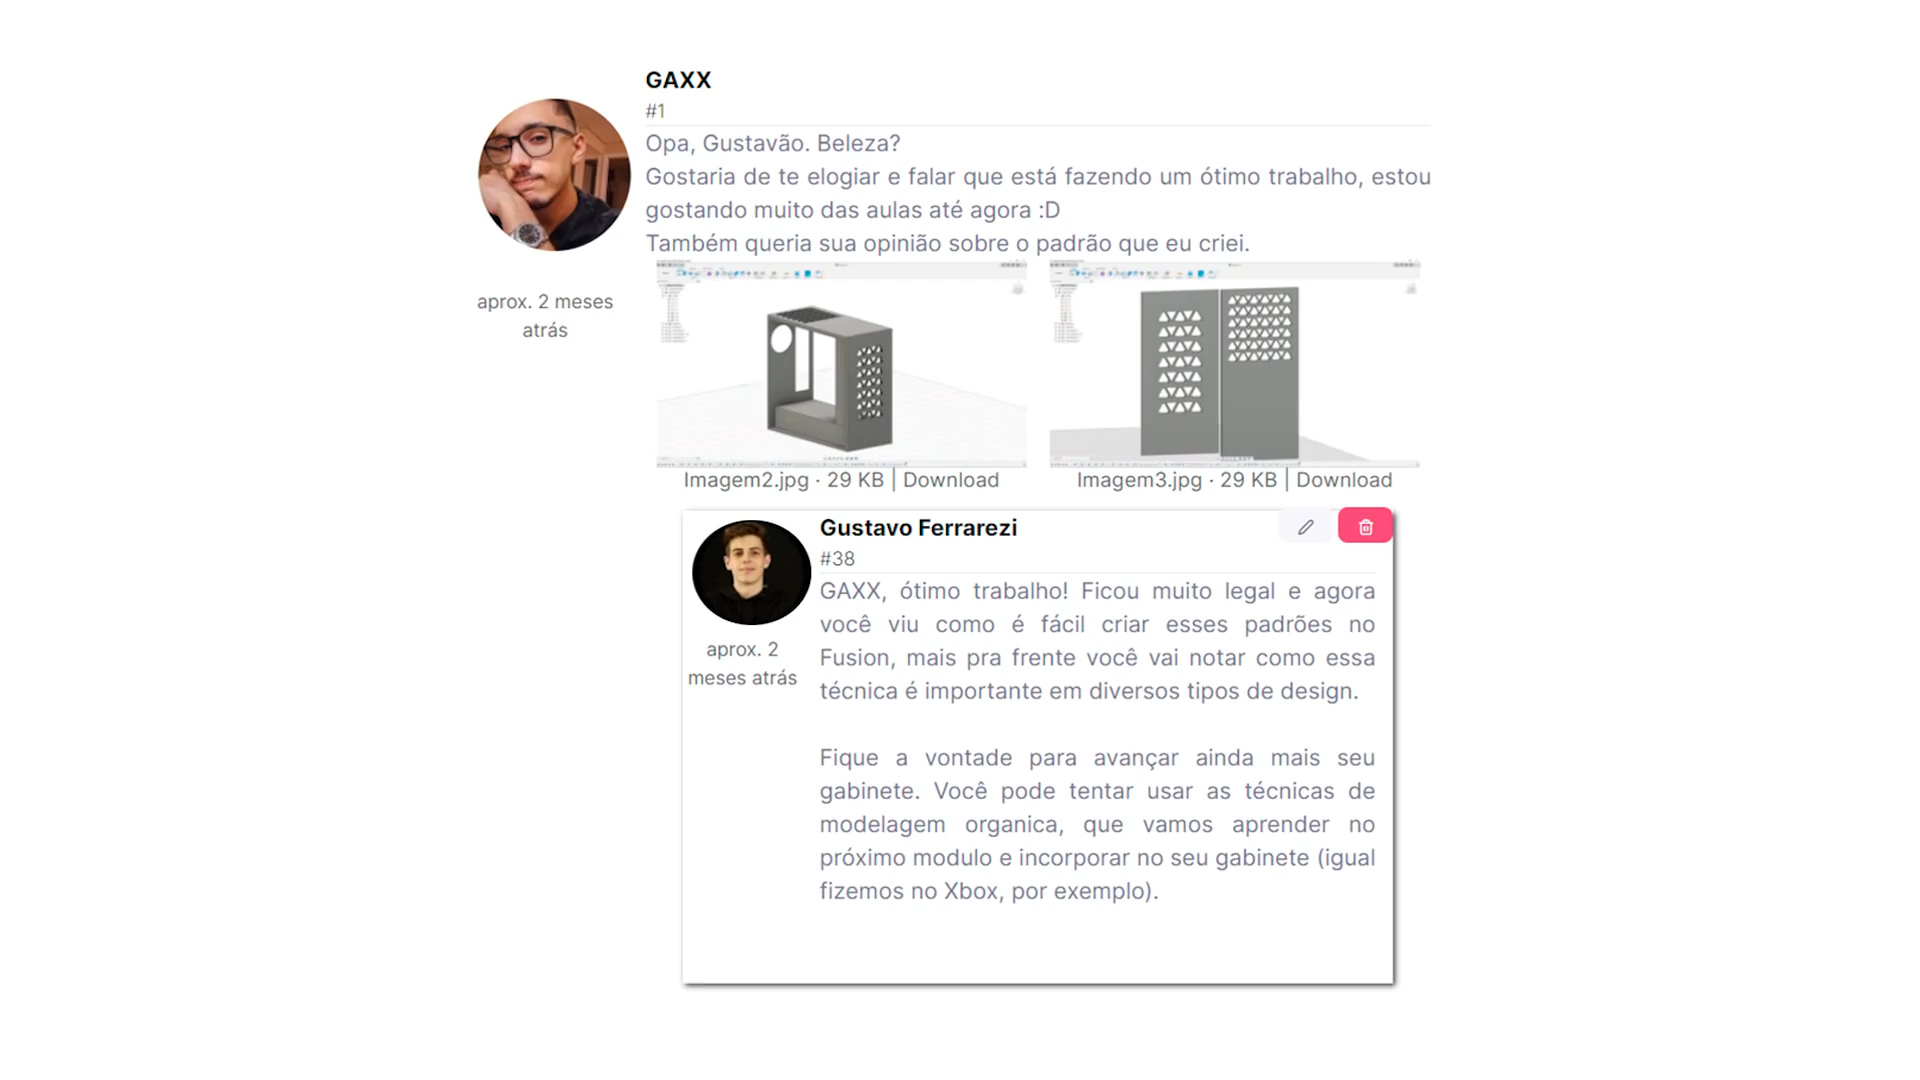 GAXX
#1
Opa, Gustavão. Beleza?
Gostaria de te elogiar e falar que está fazendo um ótimo trabalho, estou
gostando muito das aulas até agora :D
Também queria sua opinião sobre o padrão que eu criei.
aprox. 2 meses
atrás
Imagem2.jpg · 29 KB | Download
Imagem3.jpg · 29 KB | Download
Gustavo Ferrarezi
#38
GAXX, ótimo trabalho! Ficou muito legal e agora
você viu como é fácil criar esses padrões no
Fusion, mais pra frente você vai notar como essa
técnica é importante em diversos tipos de design.
aprox. 2
meses atrás
Fique a vontade para avançar ainda mais seu
gabinete. Você pode tentar usar as técnicas de
modelagem organica, que vamos aprender no
próximo modulo e incorporar no seu gabinete (igual
fizemos no Xbox, por exemplo).